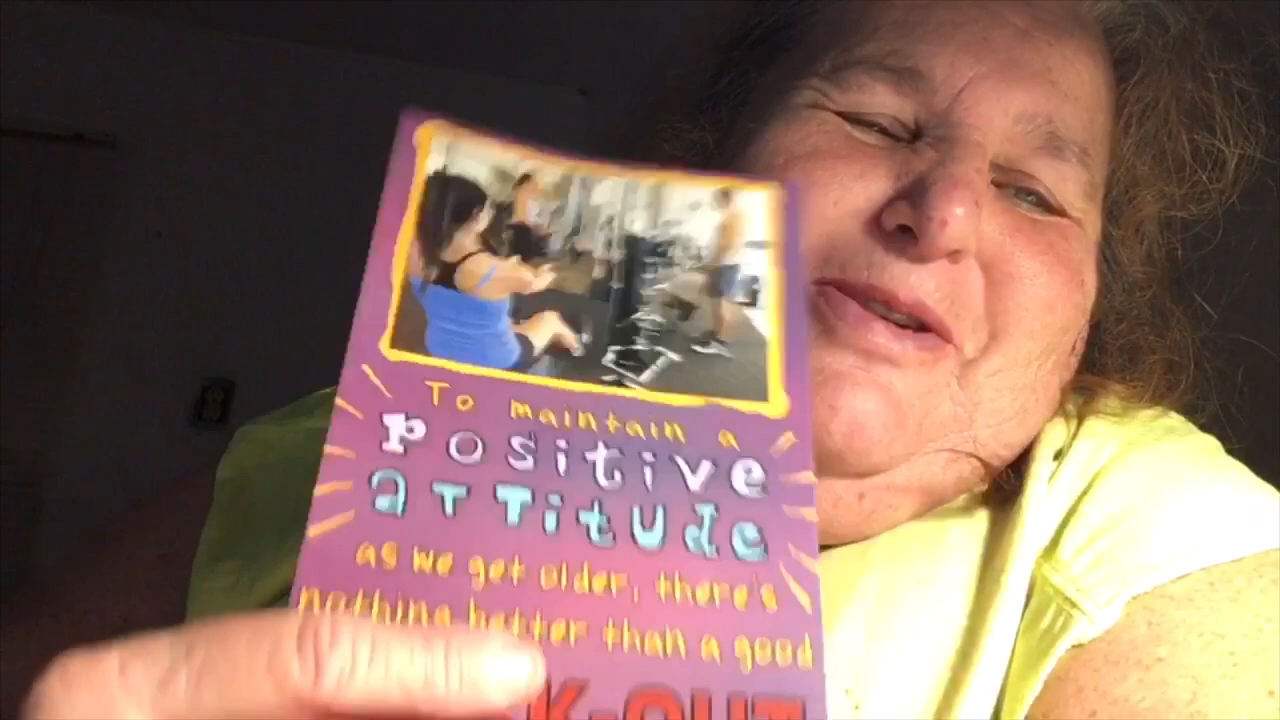 To maintain a
Positive
aTTitUde
as we get older, there's
nothing better than a good
K-OUT